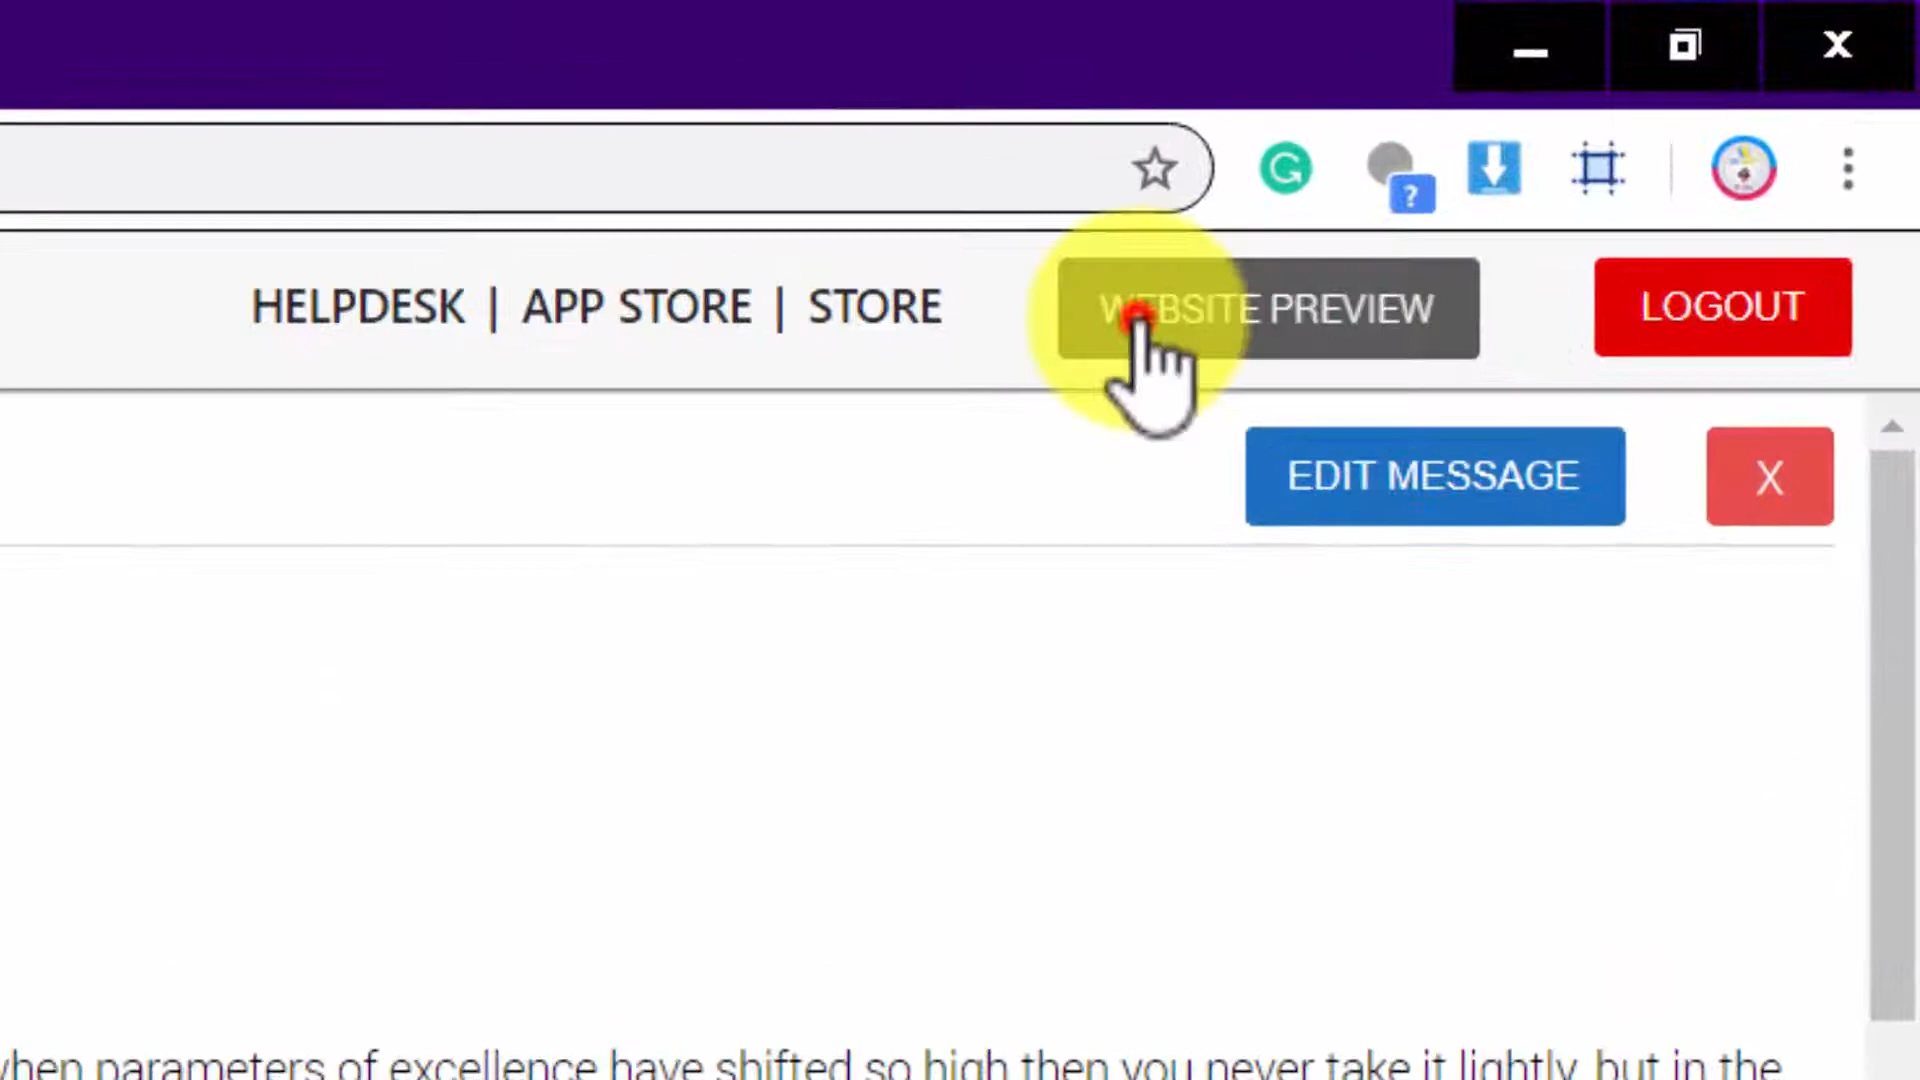 ?
HELPDESK | APP STORE | STORE WEBSITE PREVIEW LOGOUT
EDIT MESSAGE X
when parameters of excellence have shifted so high then you never take it lightly, but in the